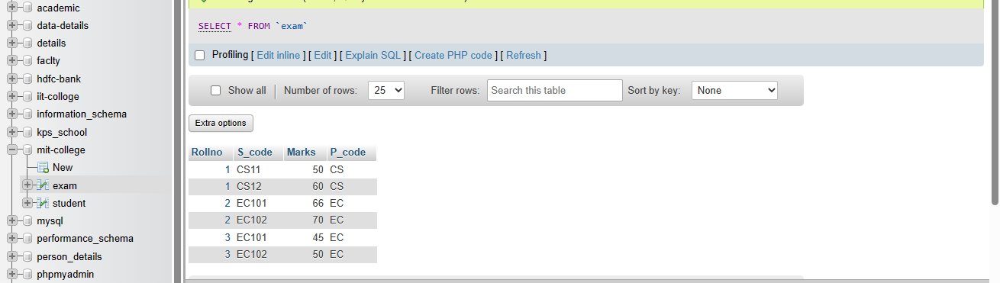 academic
data-details
details
faclty
hdfc-bank
iit-colloge
information_schema
kps_school
mit-college
New
exam
student
mysql
performance_schema
person_details
phpmyadmin
SELECT * FROM `exam`
Profiling [ Edit inline ] [ Edit ] [ Explain SQL ] [ Create PHP code ] [ Refresh ]
Show all | Number of rows: 25 Filter rows: Search this table Sort by key: None
Extra options
Rollno S_code Marks P_code
1 CS11 50 CS
1 CS12 60 CS
2 EC101 66 EC
2 EC102 70 EC
3 EC101 45 EC
3 EC102 50 EC